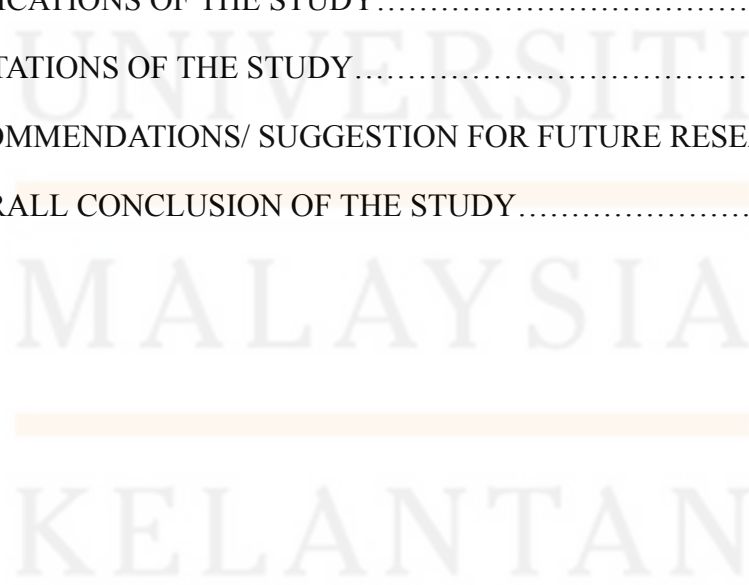 ICATIONS OF THE STUDY……………………………
TATIONS OF THE STUDY………………………………
UNIVERSITI
OMMENDATIONS/ SUGGESTION FOR FUTURE RESE
RALL CONCLUSION OF THE STUDY…………………
MALAYSIA
KELANTAN